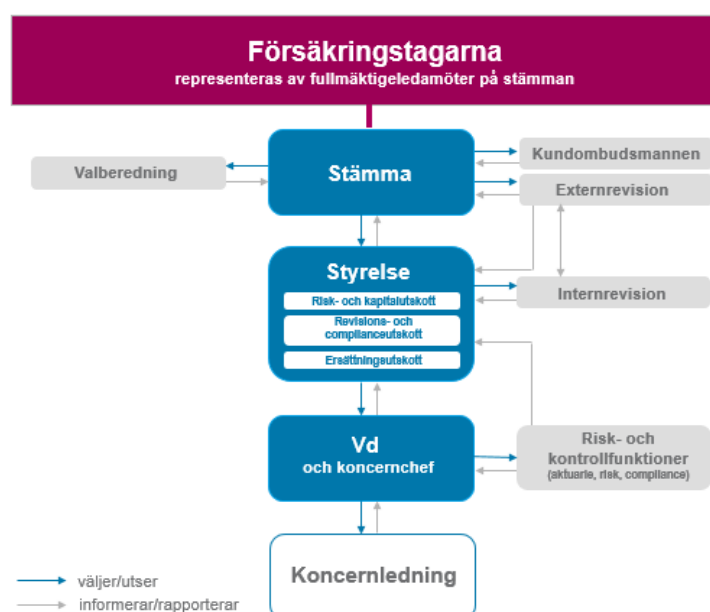 Försäkringstagarna
representeras av fullmäktigeledamöter på stämman
Valberedning
Stämma
Kundombudsmannen
Externrevision
Styrelse
Risk- och kapitalutskott
Revisions- och
complianceutskott
Ersättningsutskott
Internrevision
Vd
och koncernchef
Risk- och
kontrollfunktioner
(aktuarie, risk, compliance)
Koncernledning
väljer/utser
informerar/rapporterar